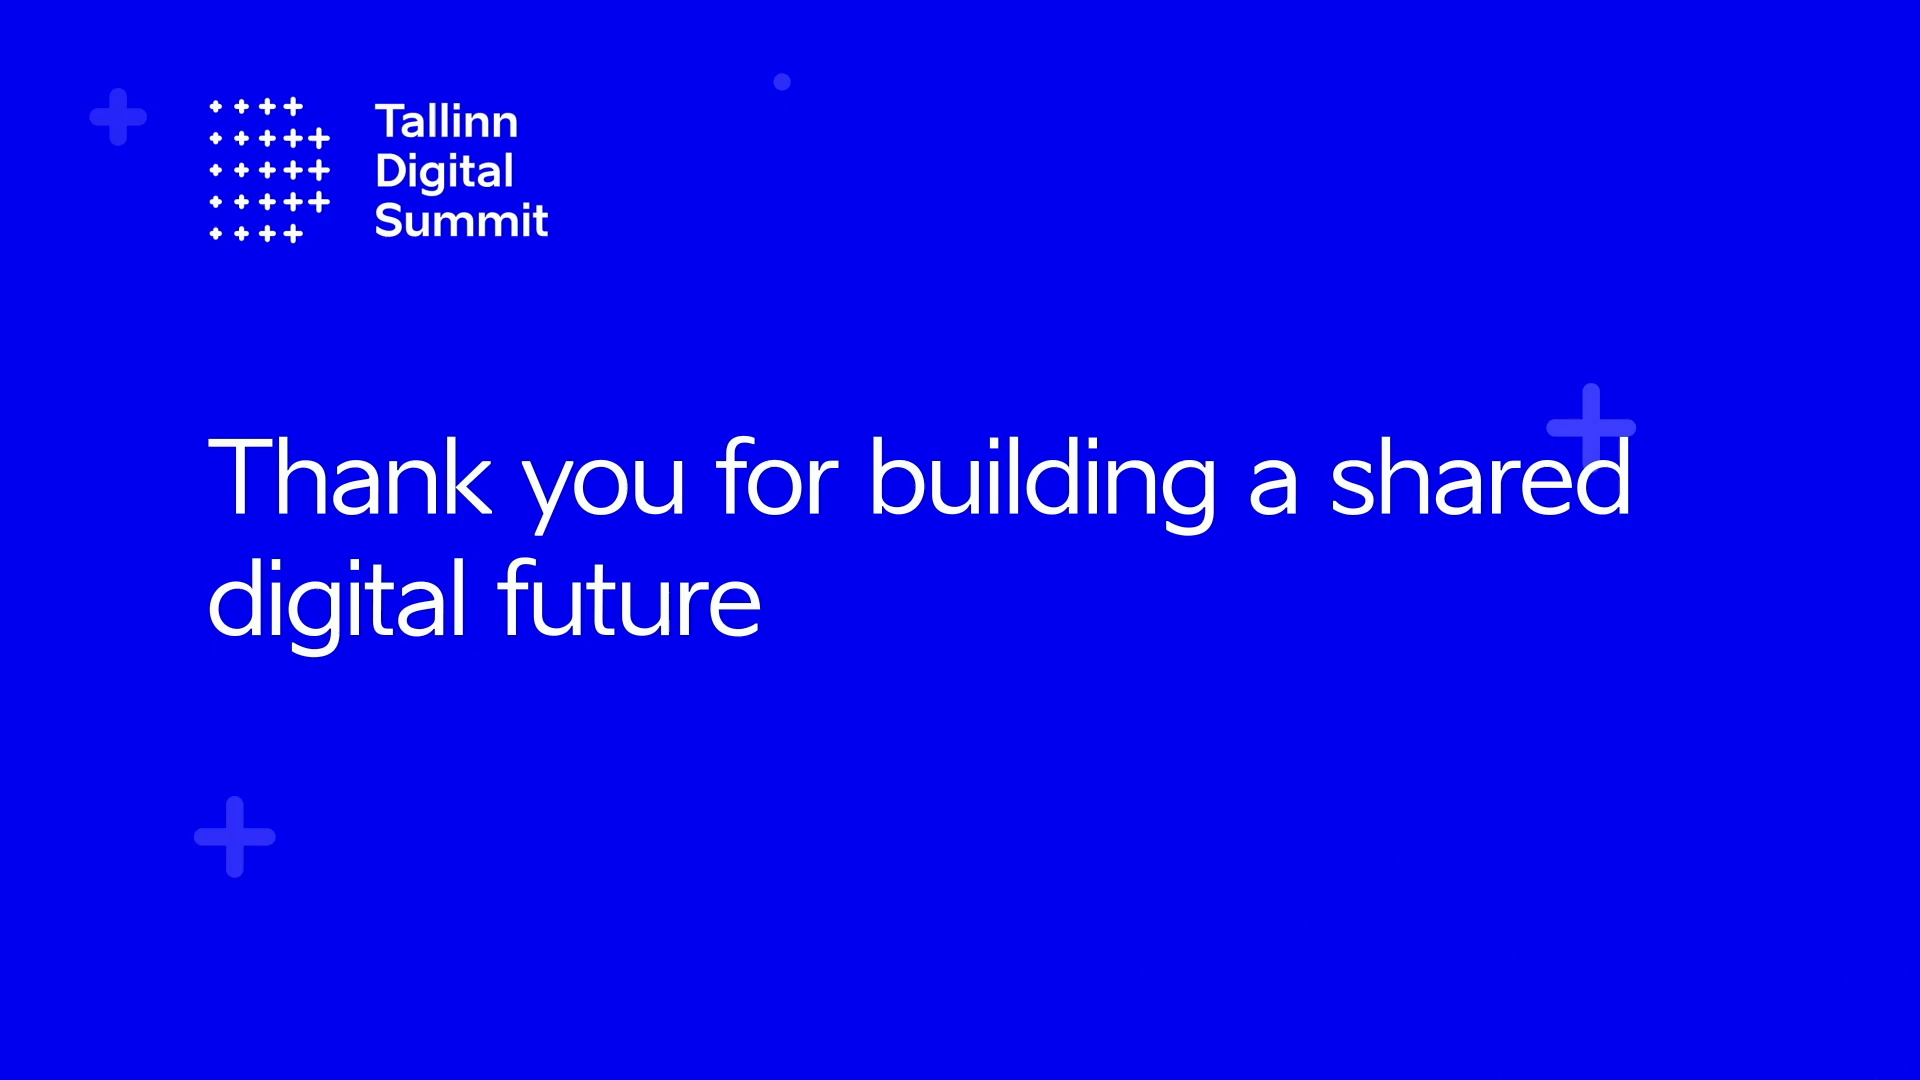 Tallinn
Digital
Summit
Thank you for building a shared
digital future